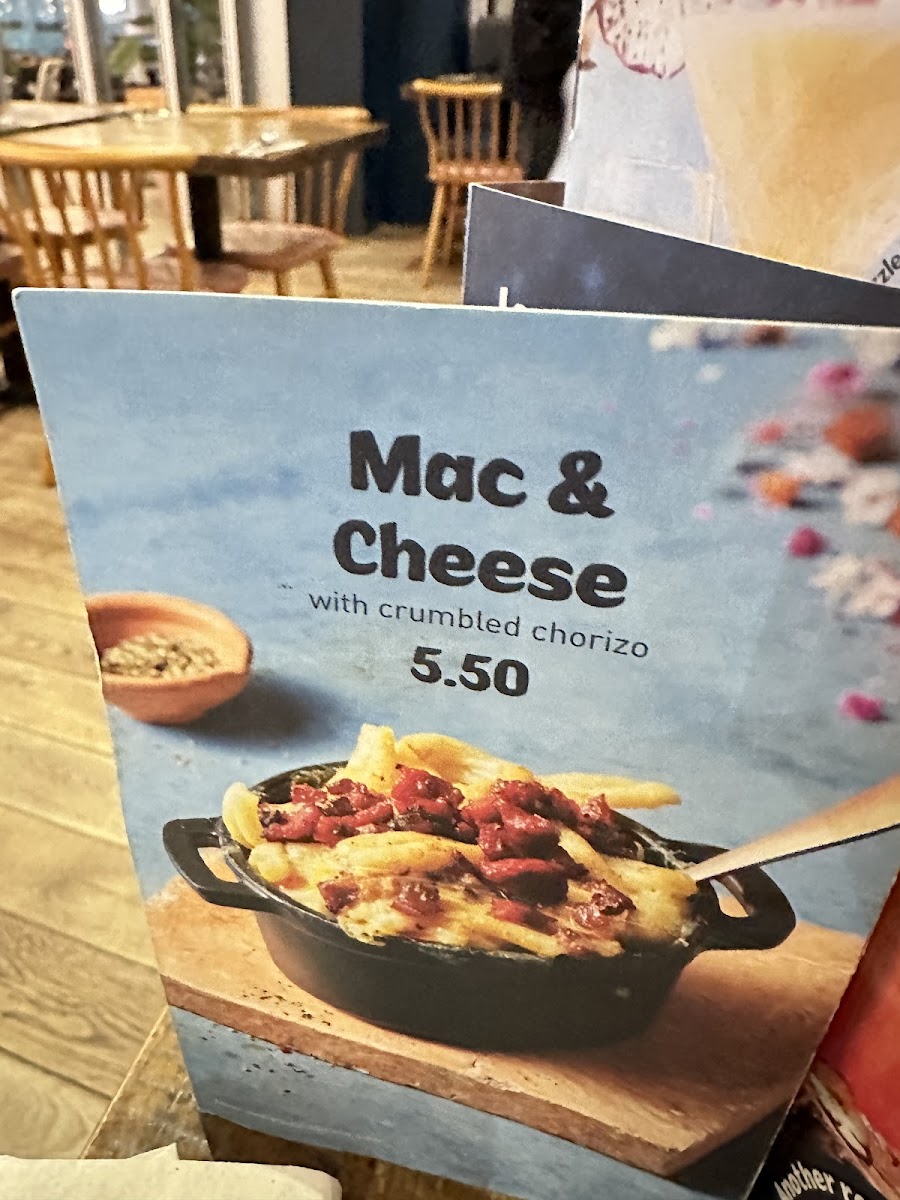 Mac &
Cheese
with crumbled chorizo
5.50